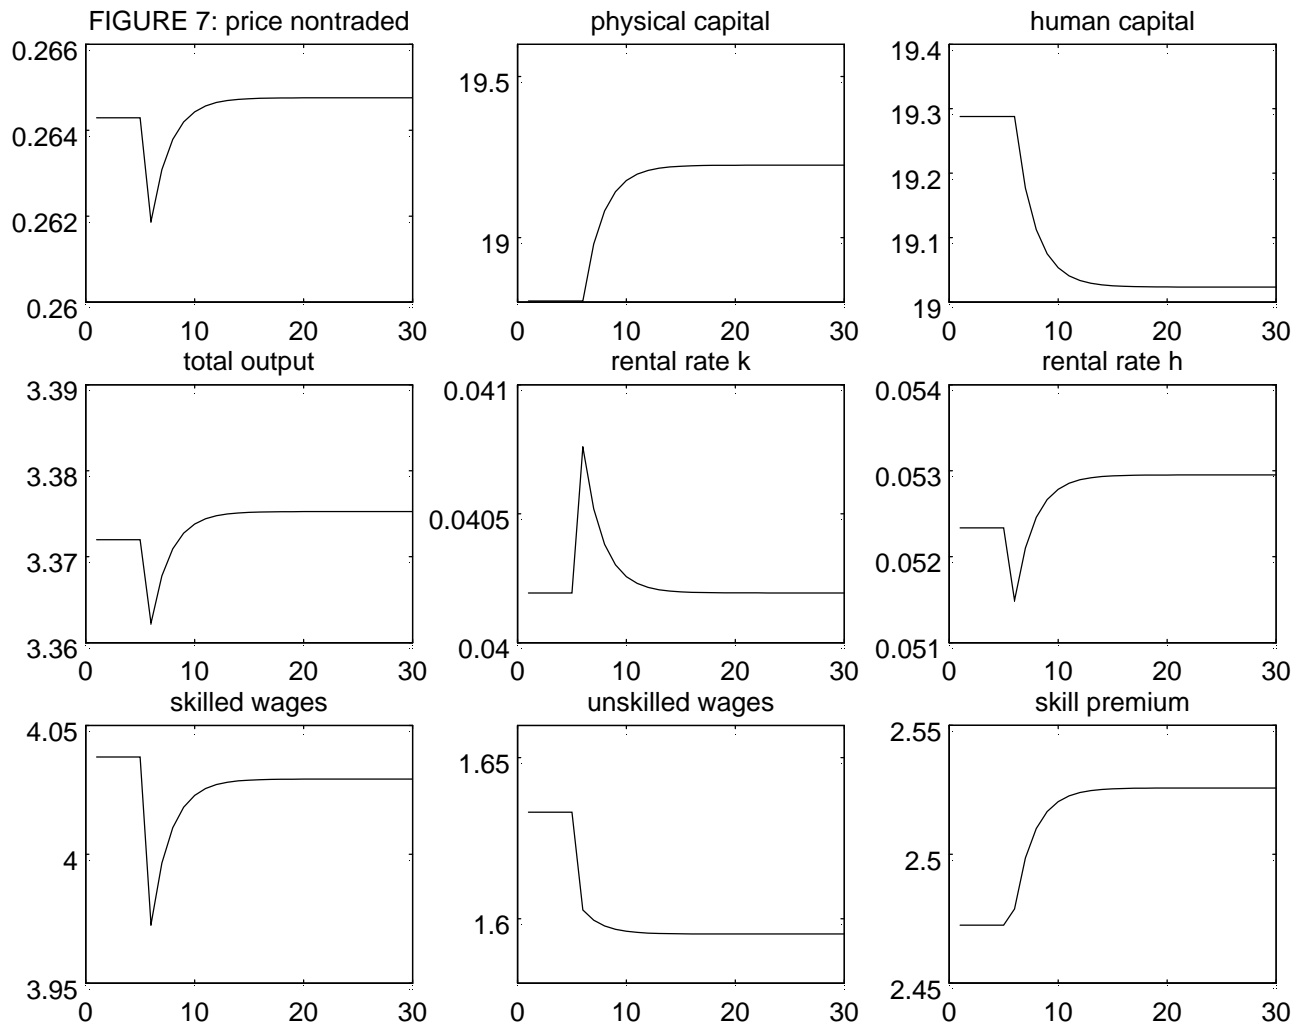 FIGURE 7: price nontraded
physical capital
human capital
0.266
0.264
0.262
0.26
0 10 20 30
19.5
19
0 10 20 30
19.4
19.3
19.2
19.1
19
0 10 20 30
total output
rental rate k
rental rate h
3.39
3.38
3.37
3.36
0 10 20 30
0.041
0.0405
0.04
0 10 20 30
0.054
0.053
0.052
0.051
0 10 20 30
skilled wages
unskilled wages
skill premium
4.05
4
3.95
0 10 20 30
1.65
1.6
0 10 20 30
2.55
2.5
2.45
0 10 20 30